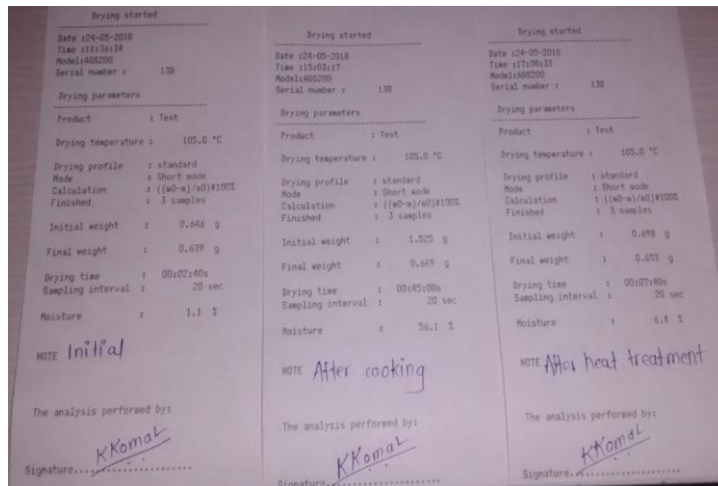 Drying started
Date :24-05-2018
Time :11:36:34
Model:AGS200
Serial number : 138
Drying parameters
Product : Test
Drying temperature : 105.0 °C
Drying profile : standard
Mode : Short mode
Calculation : ((m0-m)/m0)*100%
Finished : 3 samples
Initial weight : 0.646 g
Final weight : 0.639 g
Drying time : 00:02:40s
Sampling interval : 20 sec
Moisture : 1.1 %
NOTE Initial
The analysis performed by:
KKomal
Signature......................
Drying started
Date :24-05-2018
Time :15:03:17
Model:AGS200
Serial number : 138
Drying parameters
Product : Test
Drying temperature : 105.0 °C
Drying profile : standard
Mode : Short mode
Calculation : ((m0-m)/m0)*100%
Finished : 3 samples
Initial weight : 1.525 g
Final weight : 0.669 g
Drying time : 00:45:00s
Sampling interval : 20 sec
Moisture : 56.1 %
NOTE After cooking
The analysis performed by:
KKomal
Signature......................
Drying started
Date :24-05-2018
Time :17:08:33
Model:AGS200
Serial number : 138
Drying parameters
Product : Test
Drying temperature : 105.0 °C
Drying profile : standard
Mode : Short mode
Calculation : ((m0-m)/m0)*100%
Finished : 3 samples
Initial weight : 0.698 g
Final weight : 0.653 g
Drying time : 00:07:40s
Sampling interval : 20 sec
Moisture : 6.4 %
NOTE After heat treatment
The analysis performed by:
KKomal
Signature......................